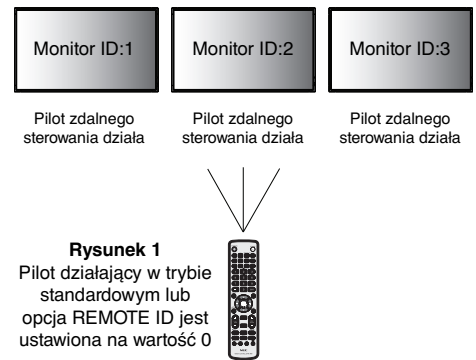 Monitor ID:1
Monitor ID:2
Monitor ID:3
Pilot zdalnego
sterowania działa
Pilot zdalnego
sterowania działa
Pilot zdalnego
sterowania działa
Rysunek 1
Pilot działający w trybie
standardowym lub
opcja REMOTE ID jest
ustawiona na wartość 0